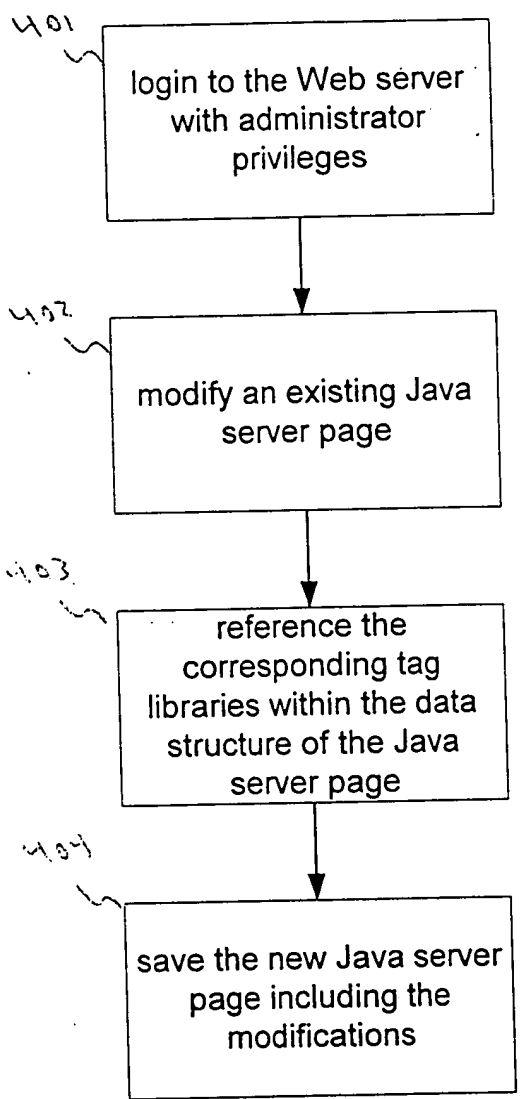 401
login to the Web server
with administrator
privileges
402
modify an existing Java
server page
403
reference the
corresponding tag
libraries within the data
structure of the Java
server page
404
save the new Java server
page including the
modifications